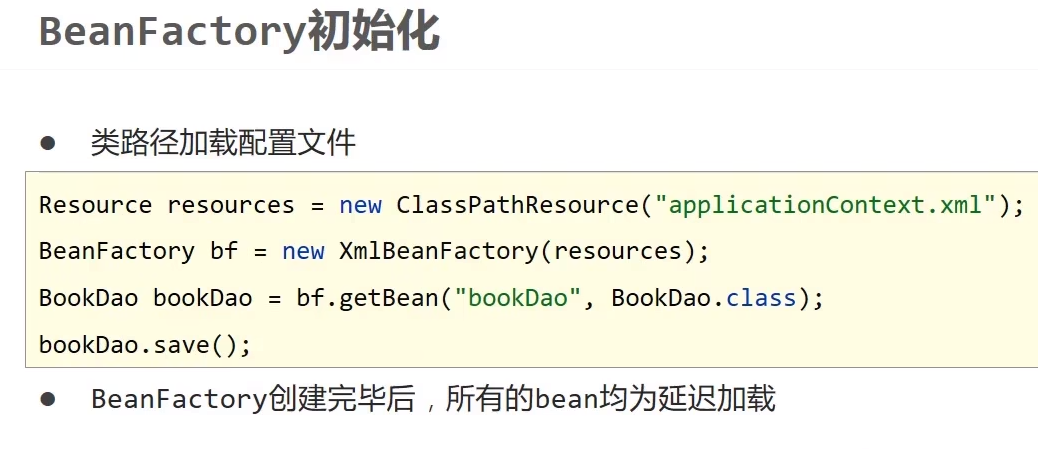 BeanFactory初始化
● 类路径加载配置文件
Resource resources = new ClassPathResource("applicationContext.xml");
BeanFactory bf = new XmlBeanFactory(resources);
BookDao bookDao = bf.getBean("bookDao", BookDao.class);
bookDao.save();
● BeanFactory创建完毕后，所有的bean均为延迟加载